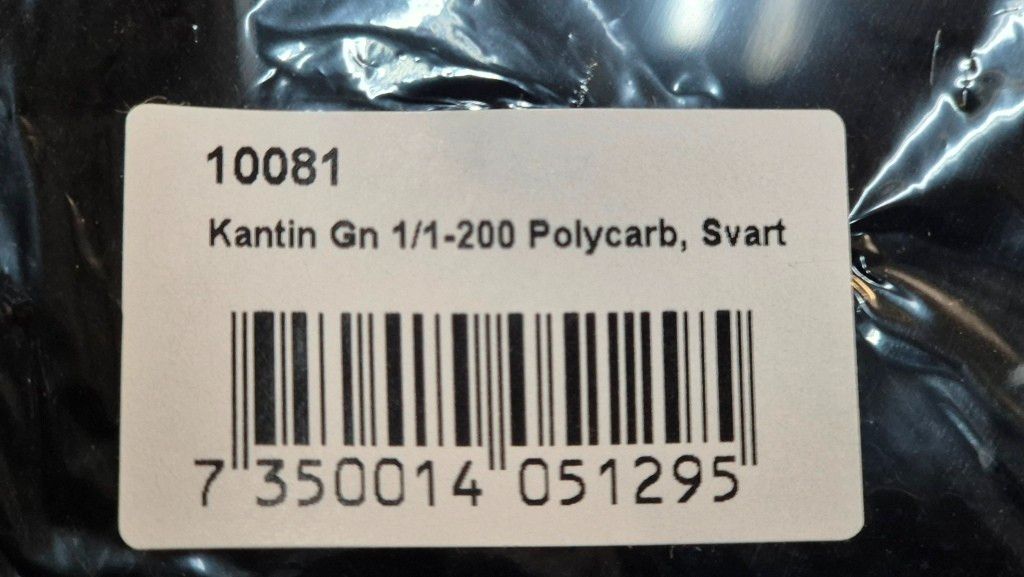 10081
Kantin Gn 1/1-200 Polycarb, Svart
7 350014 051295